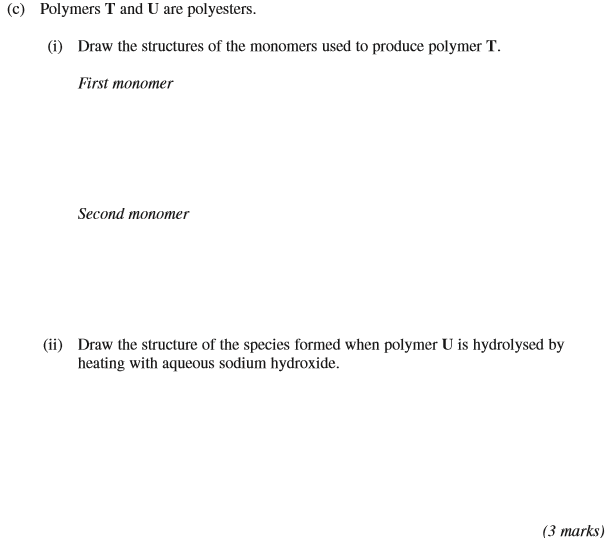 (c) Polymers T and U are polyesters.
(i) Draw the structures of the monomers used to produce polymer T.
First monomer
Second monomer
(ii) Draw the structure of the species formed when polymer U is hydrolysed by
heating with aqueous sodium hydroxide.
(3 marks)